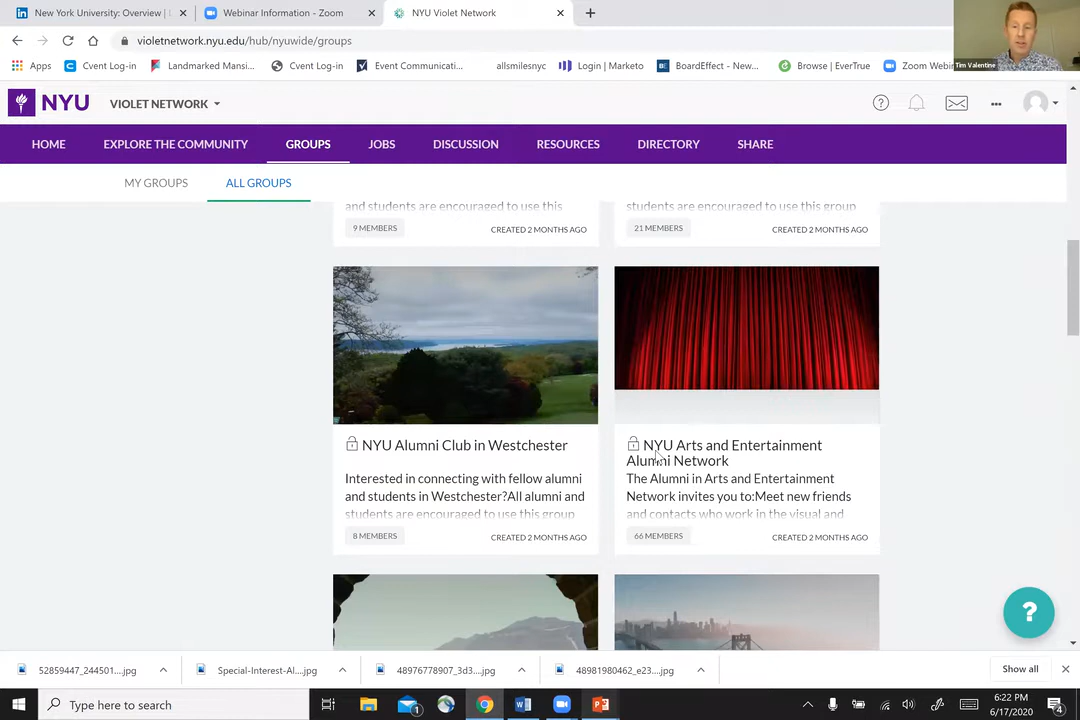 New York University: Overview |
Webinar Information - Zoom
NYU Violet Network
violetnetwork.nyu.edu/hub/nyuwide/groups
Apps
Cvent Log-in
Landmarked Mansi...
Cvent Log-in
Event Communicati...
allsmilesnyc
Login | Marketo
BoardEffect - New...
Browse | EverTrue
Zoom Webin
Tim Valentine
NYU
VIOLET NETWORK
HOME
EXPLORE THE COMMUNITY
GROUPS
JOBS
DISCUSSION
RESOURCES
DIRECTORY
SHARE
MY GROUPS
ALL GROUPS
and students are encouraged to use this
9 MEMBERS
CREATED 2 MONTHS AGO
students are encouraged to use this group
21 MEMBERS
CREATED 2 MONTHS AGO
NYU Alumni Club in Westchester
Interested in connecting with fellow alumni
and students in Westchester?All alumni and
students are encouraged to use this group
8 MEMBERS
CREATED 2 MONTHS AGO
NYU Arts and Entertainment
Alumni Network
The Alumni in Arts and Entertainment
Network invites you to:Meet new friends
and contacts who work in the visual and
66 MEMBERS
CREATED 2 MONTHS AGO
?
52859447_244501....jpg
Special-Interest-Al....jpg
48976778907_3d3....jpg
48981980462_e23....jpg
Show all
Type here to search
1
6:22 PM
6/17/2020
4